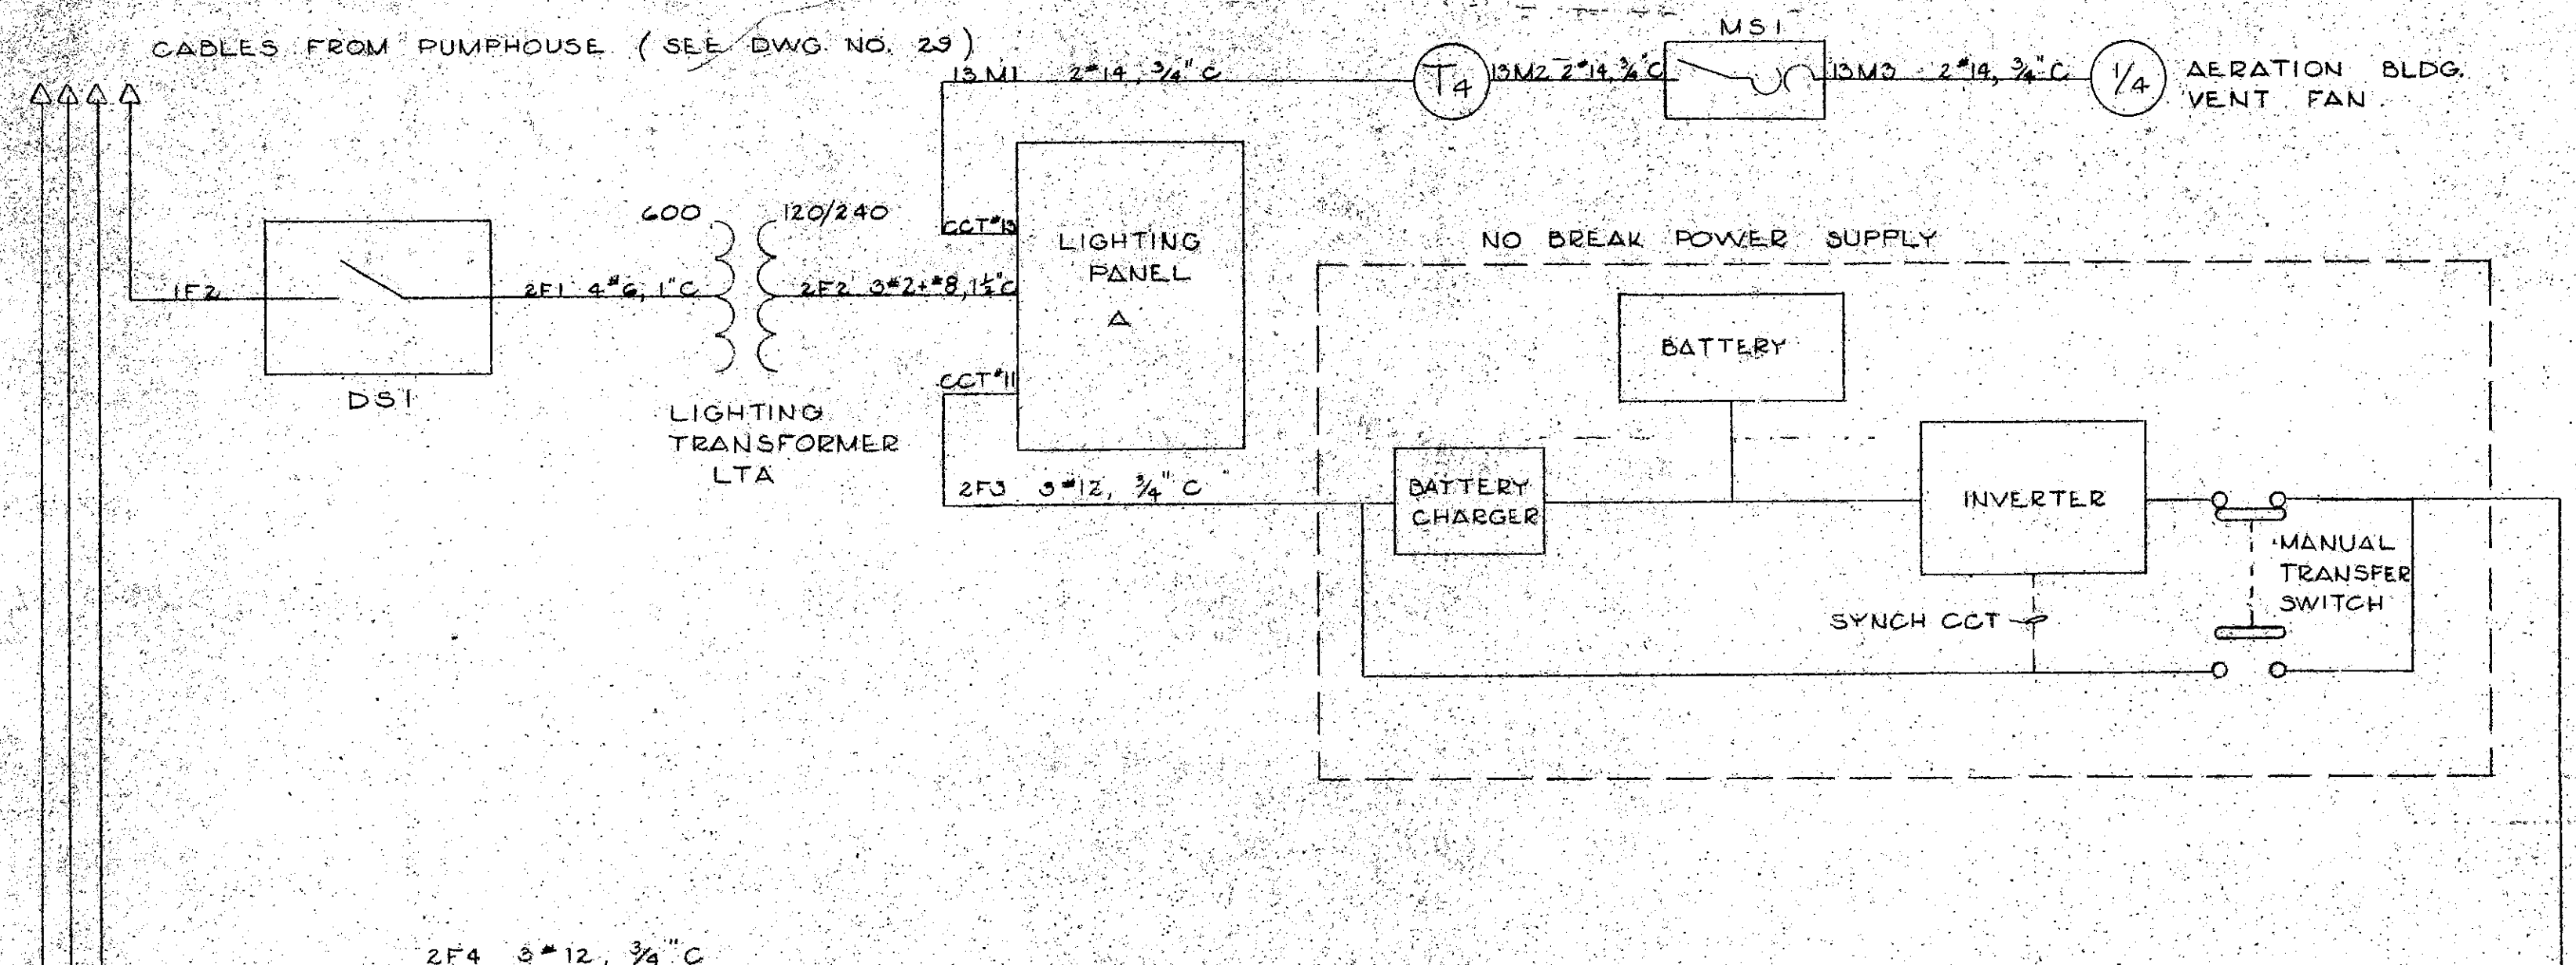 CABLES FROM PUMPHOUSE (SEE DWG. NO. 29)
MS1
13M1 2#14, 3/4" C
T4
13M2 2#14, 3/4" C
13M3 2#14, 3/4" C
1/4
AERATION BLDG.
VENT FAN
600
120/240
CCT#13
LIGHTING
PANEL
A
NO BREAK POWER SUPPLY
1F2
2F1 4#6, 1" C
2F2 3#2+#8, 1½" C
BATTERY
CCT#11
DS1
LIGHTING
TRANSFORMER
LTA
2F3 3#12, 3/4" C
BATTERY
CHARGER
INVERTER
MANUAL
TRANSFER
SWITCH
SYNCH CCT
2F4 3#12, 3/4" C